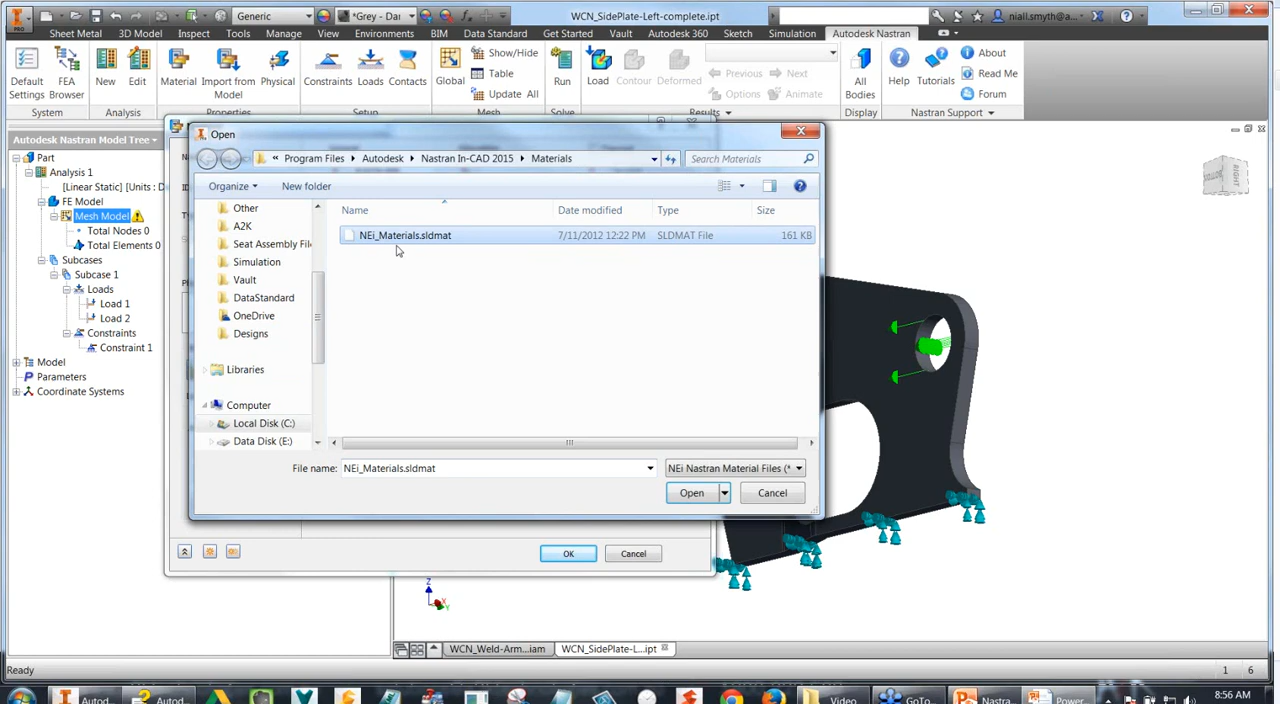 Generic
*Grey - Dar
WCN_SidePlate-Left-complete.ipt
niall.smyth@a...
Sheet Metal 3D Model Inspect Tools Manage View Environments BIM Data Standard Get Started Vault Autodesk 360 Sketch Simulation Autodesk Nastran
Show/Hide
Previous Next
About
Table
Read Me
Default Settings FEA Browser New Edit Material Import from Model Physical Constraints Loads Contacts Global Run Load Contour Deformed All Bodies Help Tutorials
Update All
Options Animate
Forum
System Analysis Properties Setup Mesh Solve Results Display Nastran Support
Autodesk Nastran Model Tree
Part
Analysis 1
[Linear Static] [Units : D
FE Model
Mesh Model
Total Nodes 0
Total Elements 0
Subcases
Subcase 1
Loads
Load 1
Load 2
Constraints
Constraint 1
Model
Parameters
Coordinate Systems
Open
« Program Files Autodesk Nastran In-CAD 2015 Materials
Search Materials
Organize New folder
Name Date modified Type Size
NEi_Materials.sldmat 7/11/2012 12:22 PM SLDMAT File 161 KB
Other
A2K
Seat Assembly File
Simulation
Vault
DataStandard
OneDrive
Designs
Libraries
Computer
Local Disk (C:)
Data Disk (E:)
File name: NEi_Materials.sldmat
NEi Nastran Material Files (*
Open Cancel
OK Cancel
RIGHT
Z
X
Y
WCN_Weld-Arm...iam WCN_SidePlate-L...ipt
Ready
1 6
Autod... Autod... Video GoTo... Nastra... Power...
8:56 AM